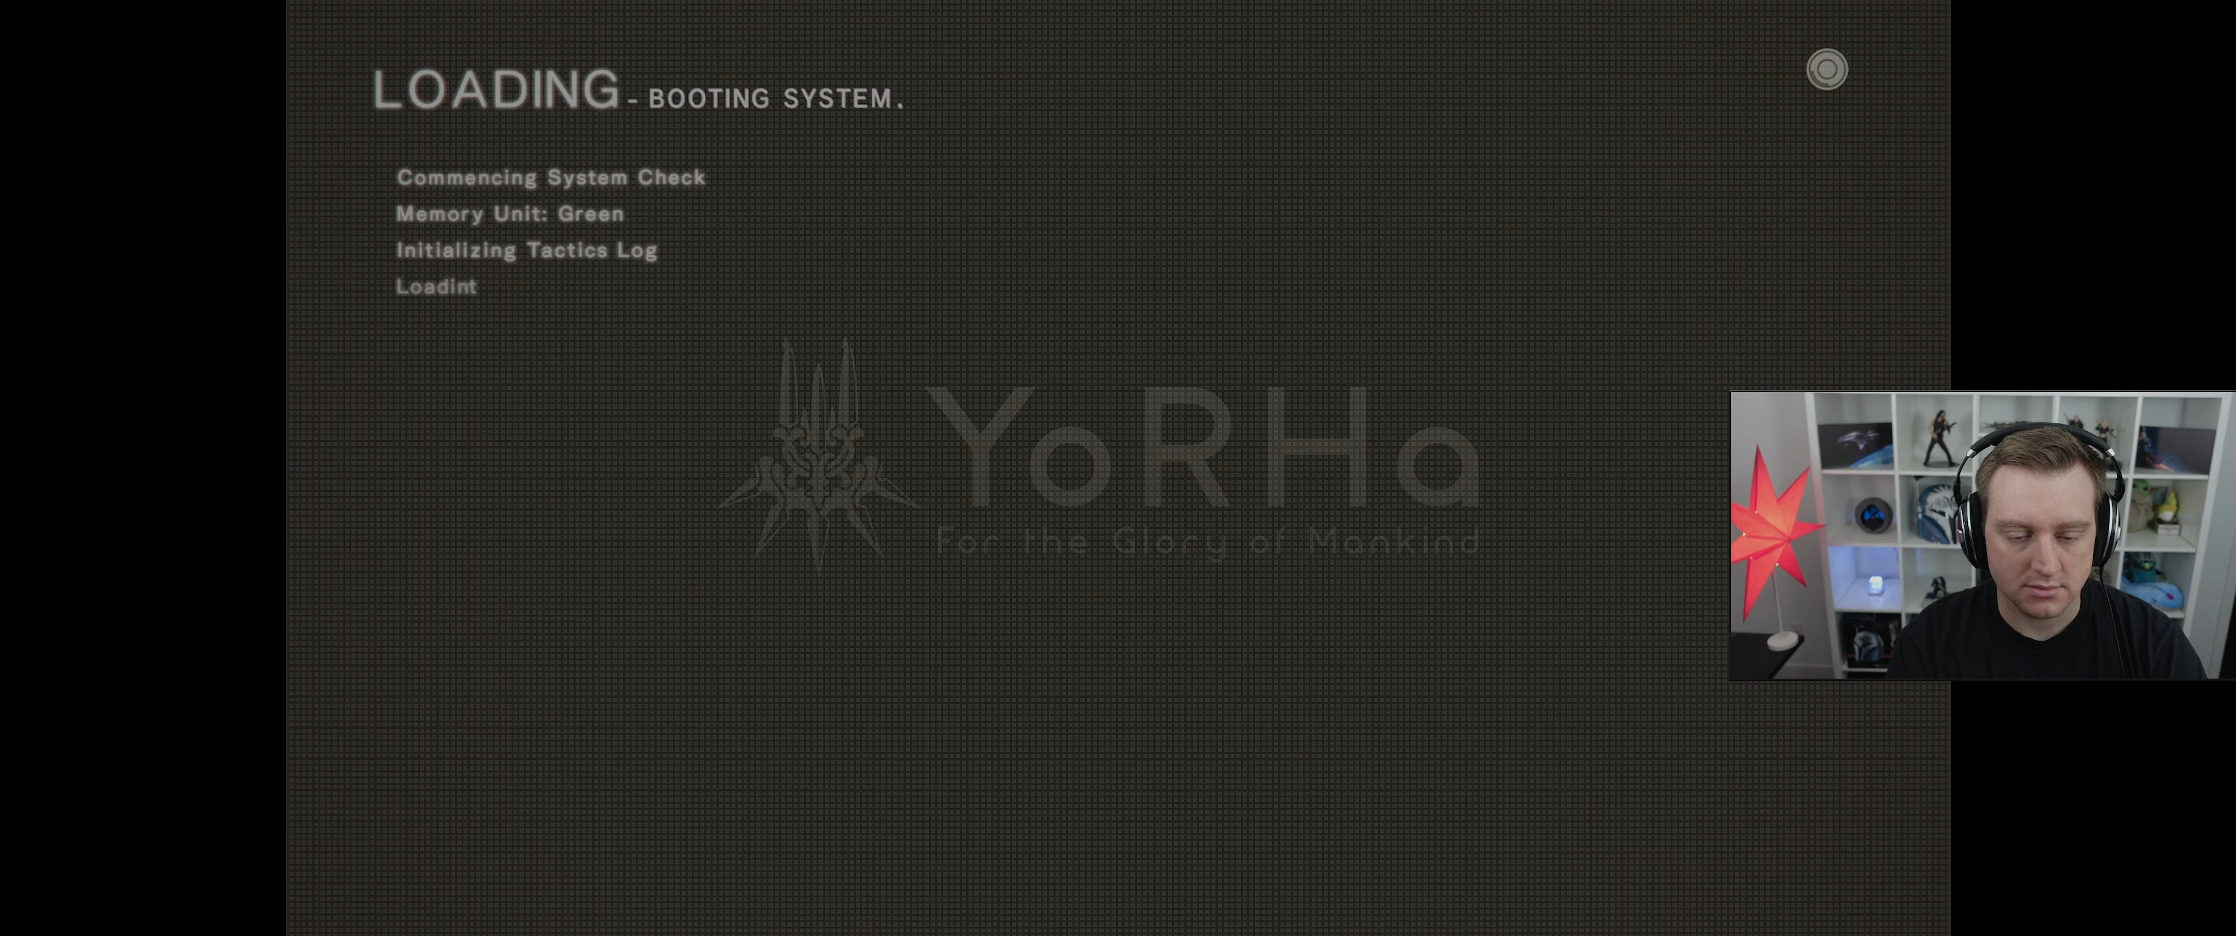 LOADING - BOOTING SYSTEM.
Commencing System Check
Memory Unit: Green
Initializing Tactics Log
Loadint
YoRHa
For the Glory of Mankind